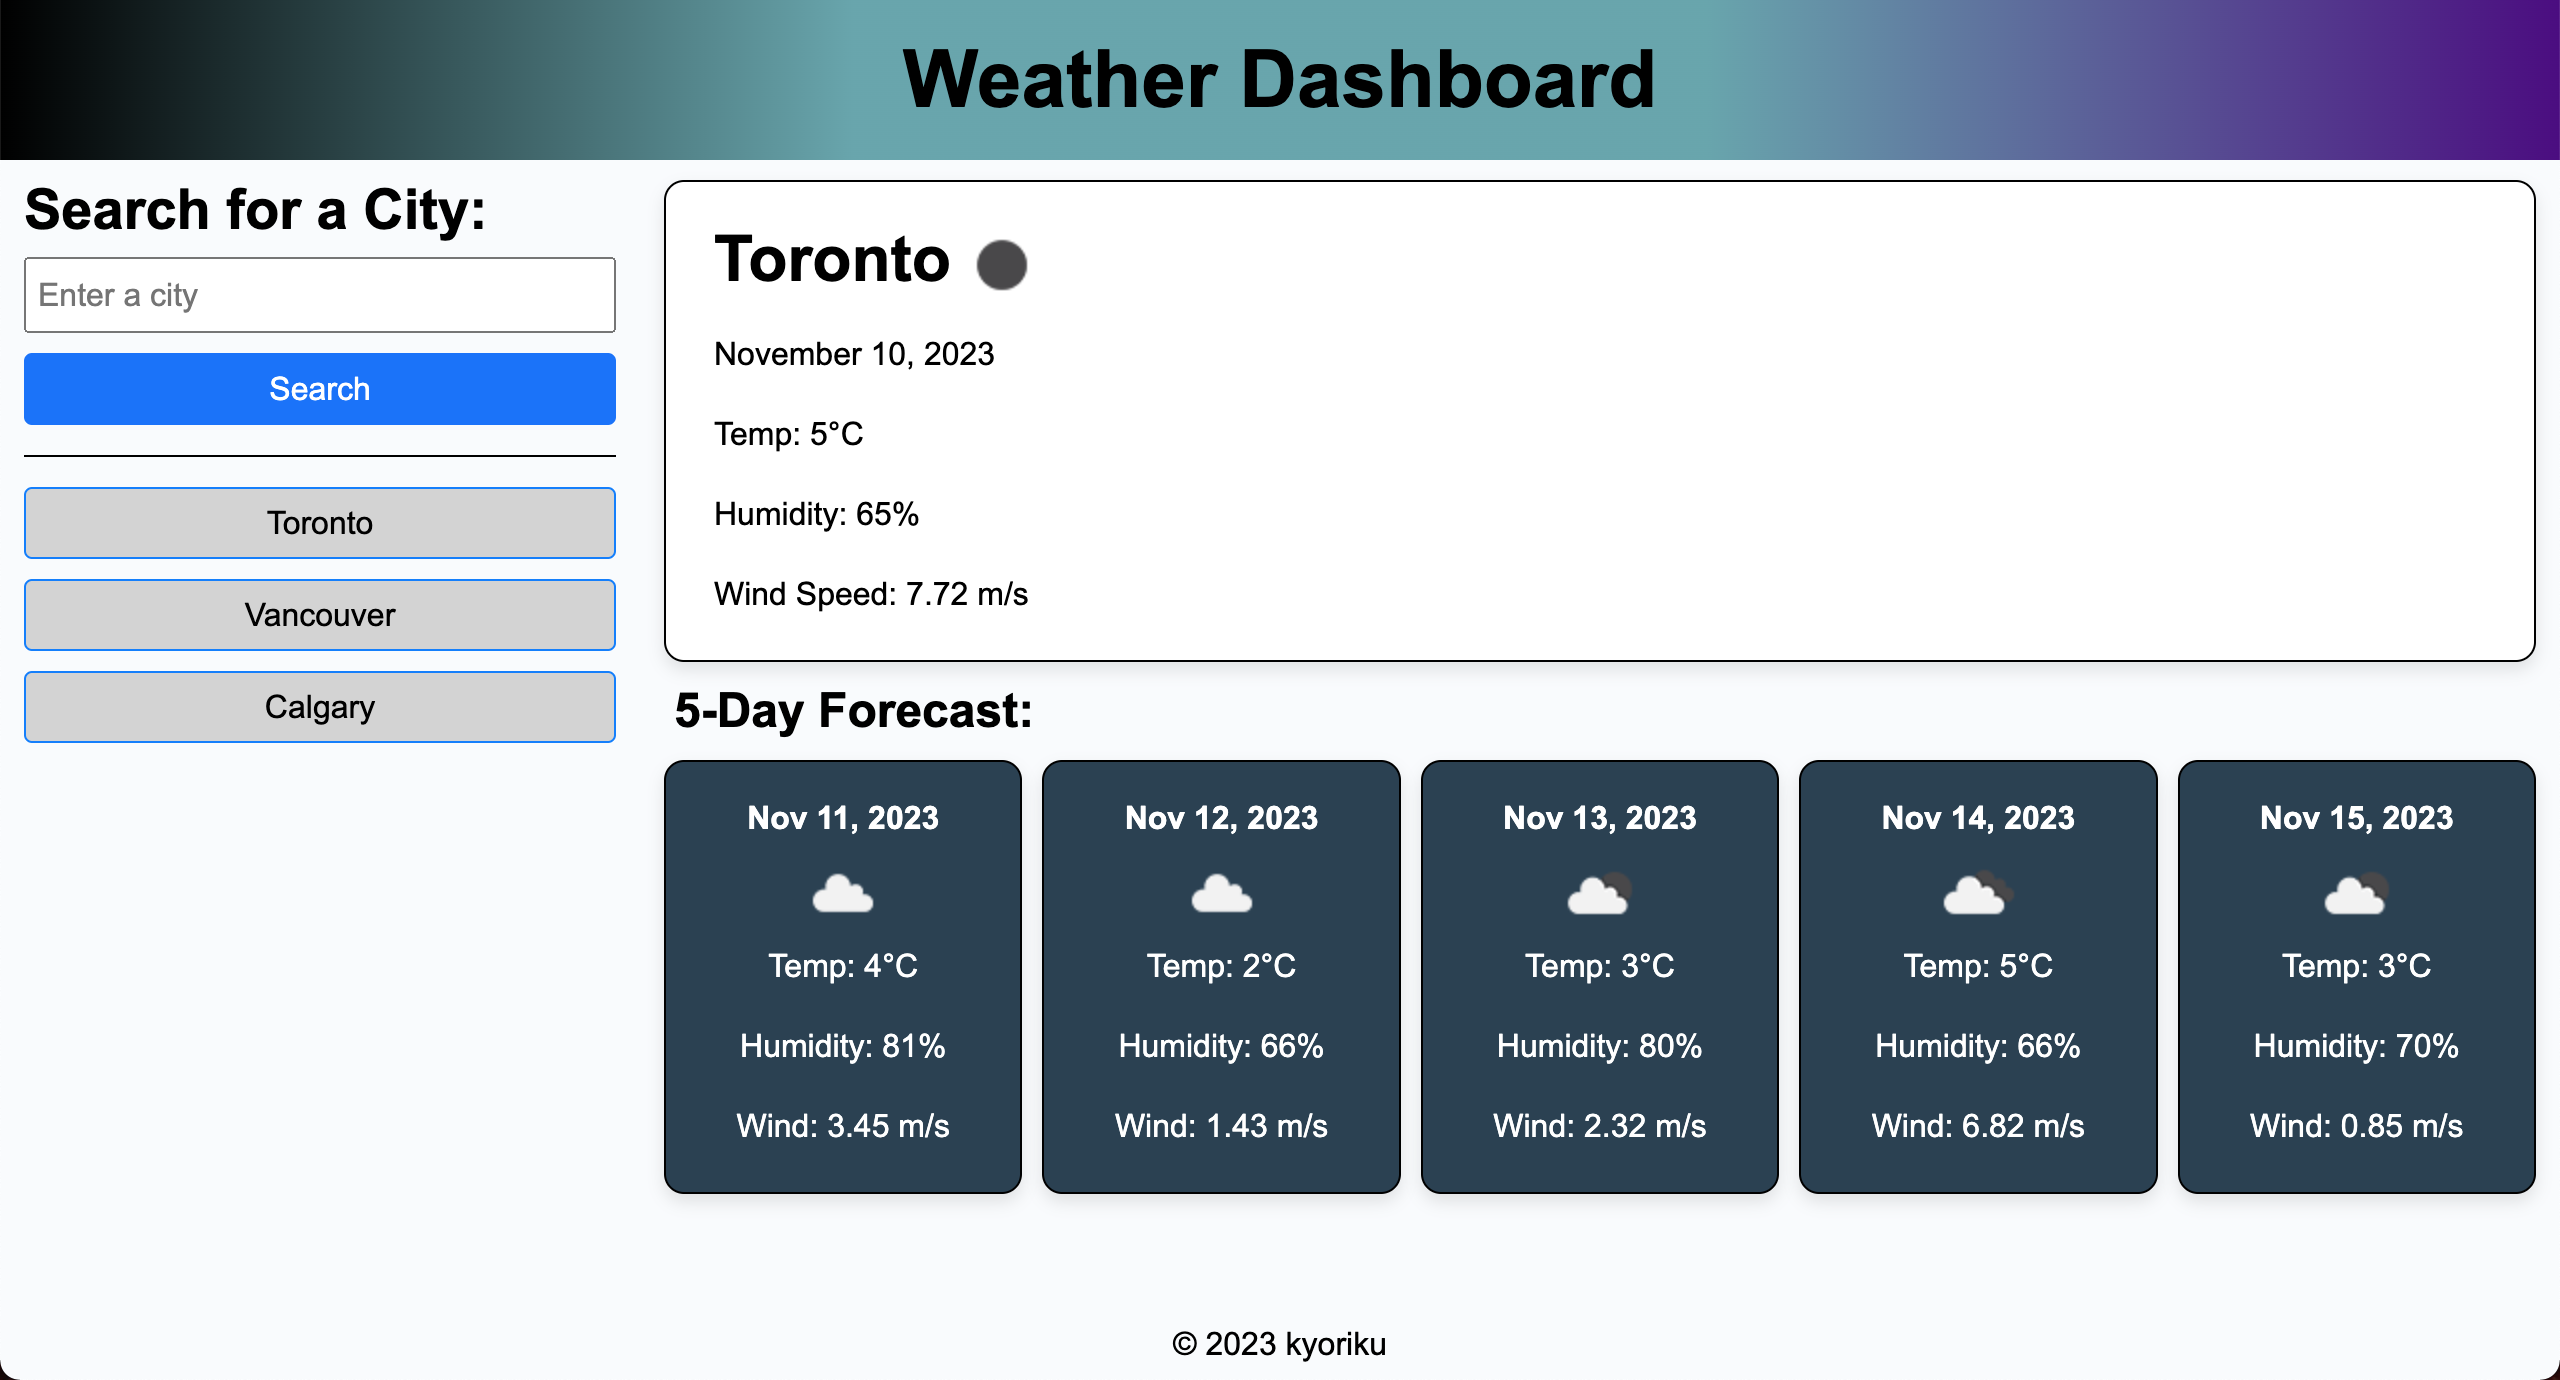 Weather Dashboard
Search for a City:
Enter a city
Search
Toronto
Vancouver
Calgary
Toronto
November 10, 2023
Temp: 5°C
Humidity: 65%
Wind Speed: 7.72 m/s
5-Day Forecast:
Nov 11, 2023
Temp: 4°C
Humidity: 81%
Wind: 3.45 m/s
Nov 12, 2023
Temp: 2°C
Humidity: 66%
Wind: 1.43 m/s
Nov 13, 2023
Temp: 3°C
Humidity: 80%
Wind: 2.32 m/s
Nov 14, 2023
Temp: 5°C
Humidity: 66%
Wind: 6.82 m/s
Nov 15, 2023
Temp: 3°C
Humidity: 70%
Wind: 0.85 m/s
© 2023 kyoriku